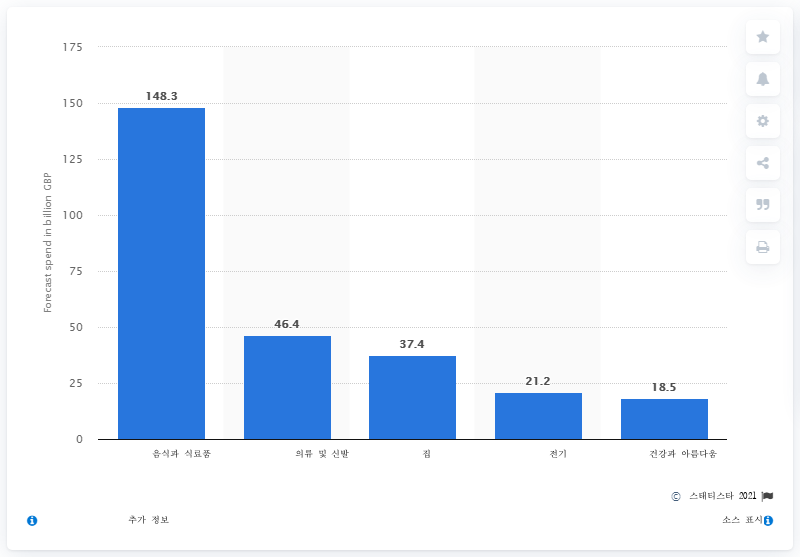 175
148.3
150
125
100
75
46.4
50
37.4
21.2
25
18.5
0
Forecast spend in billion GBP
음식과 식료품
의류 및 신발
집
전기
건강과 아름다움
© 스태티스타 2021
추가 정보
소스 표시